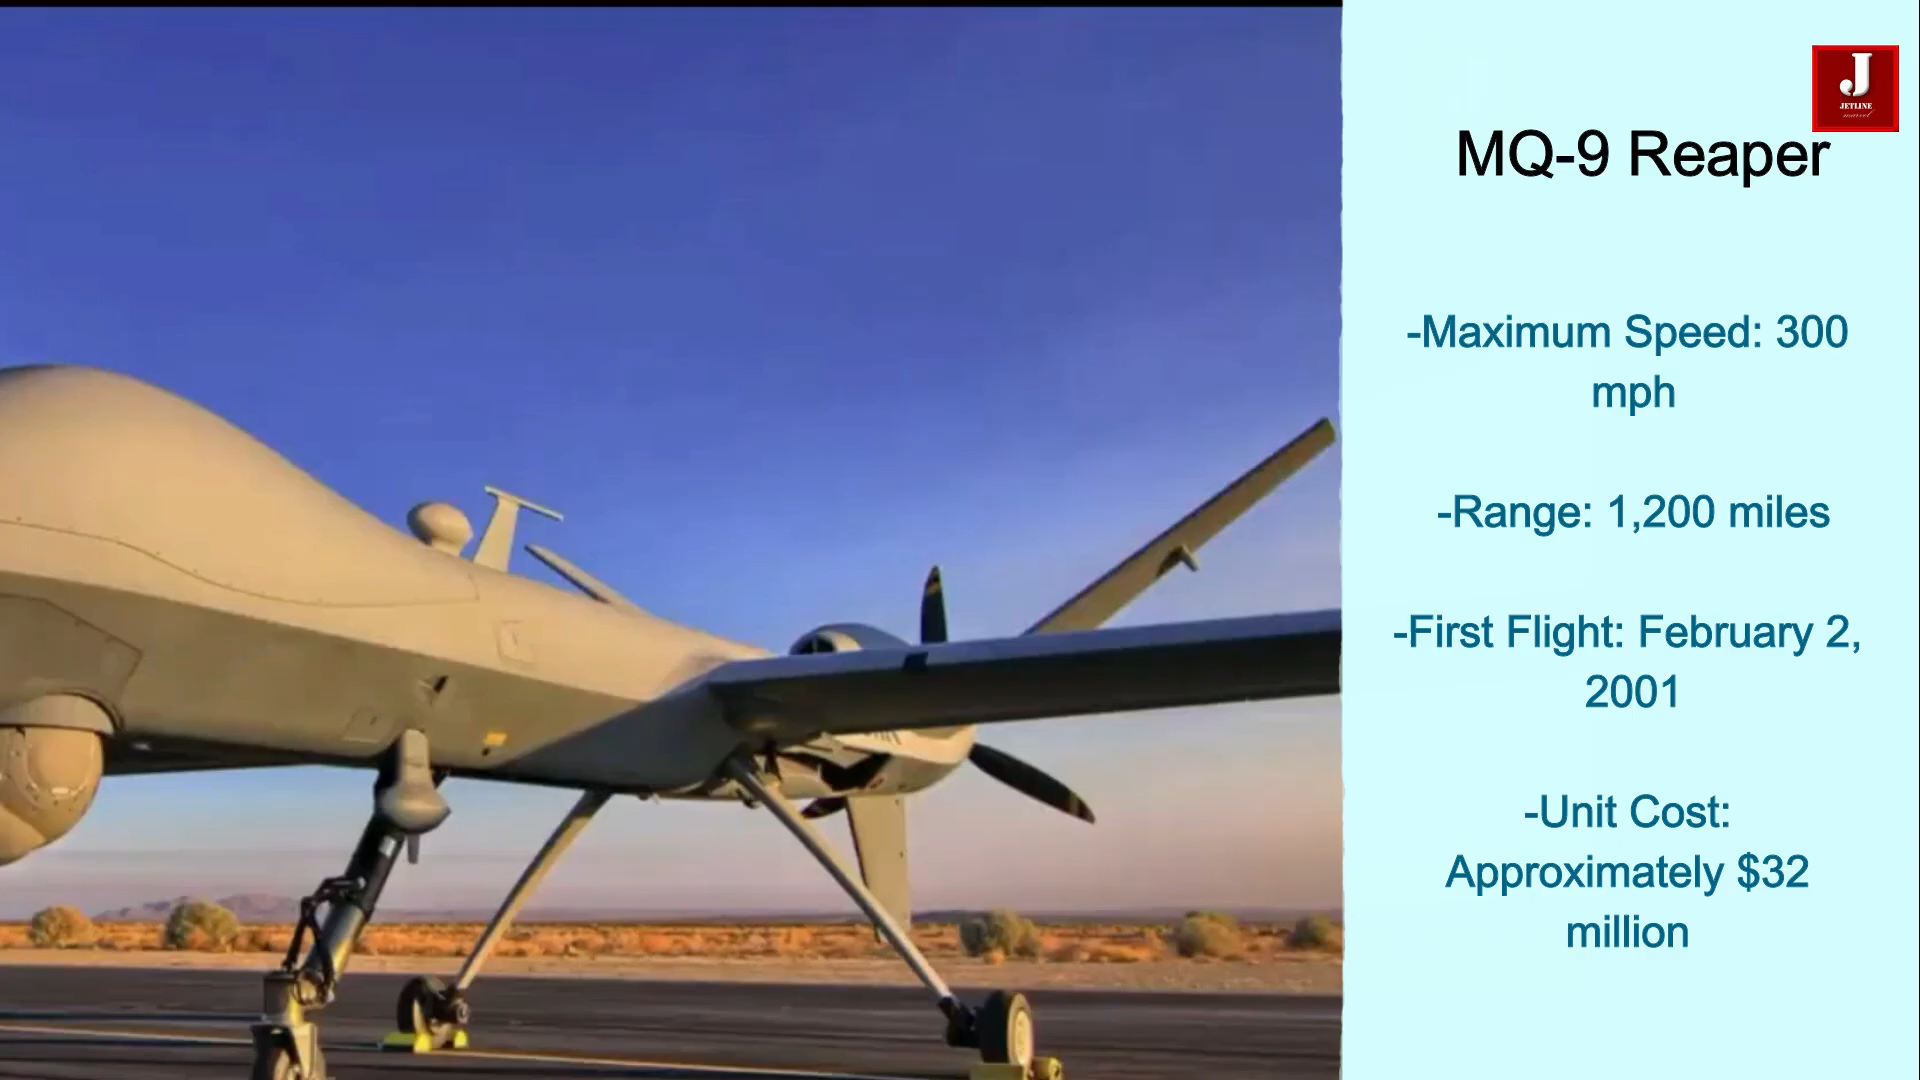 J
JETLINE
marvel
MQ-9 Reaper
-Maximum Speed: 300
mph
-Range: 1,200 miles
-First Flight: February 2,
2001
-Unit Cost:
Approximately $32
million